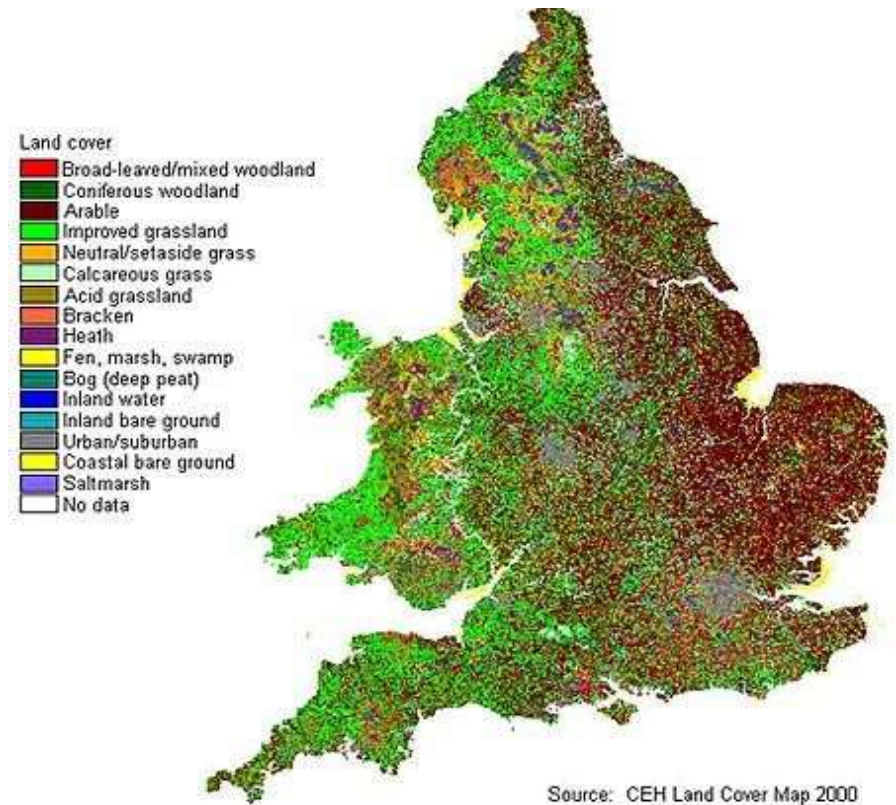 Land cover
Broad-leaved/mixed woodland
Coniferous woodland
Arable
Improved grassland
Neutral/setaside grass
Calcareous grass
Acid grassland
Bracken
Heath
Fen, marsh, swamp
Bog (deep peat)
Inland water
Inland bare ground
Urban/suburban
Coastal bare ground
Saltmarsh
No data
Source: CEH Land Cover Map 2000